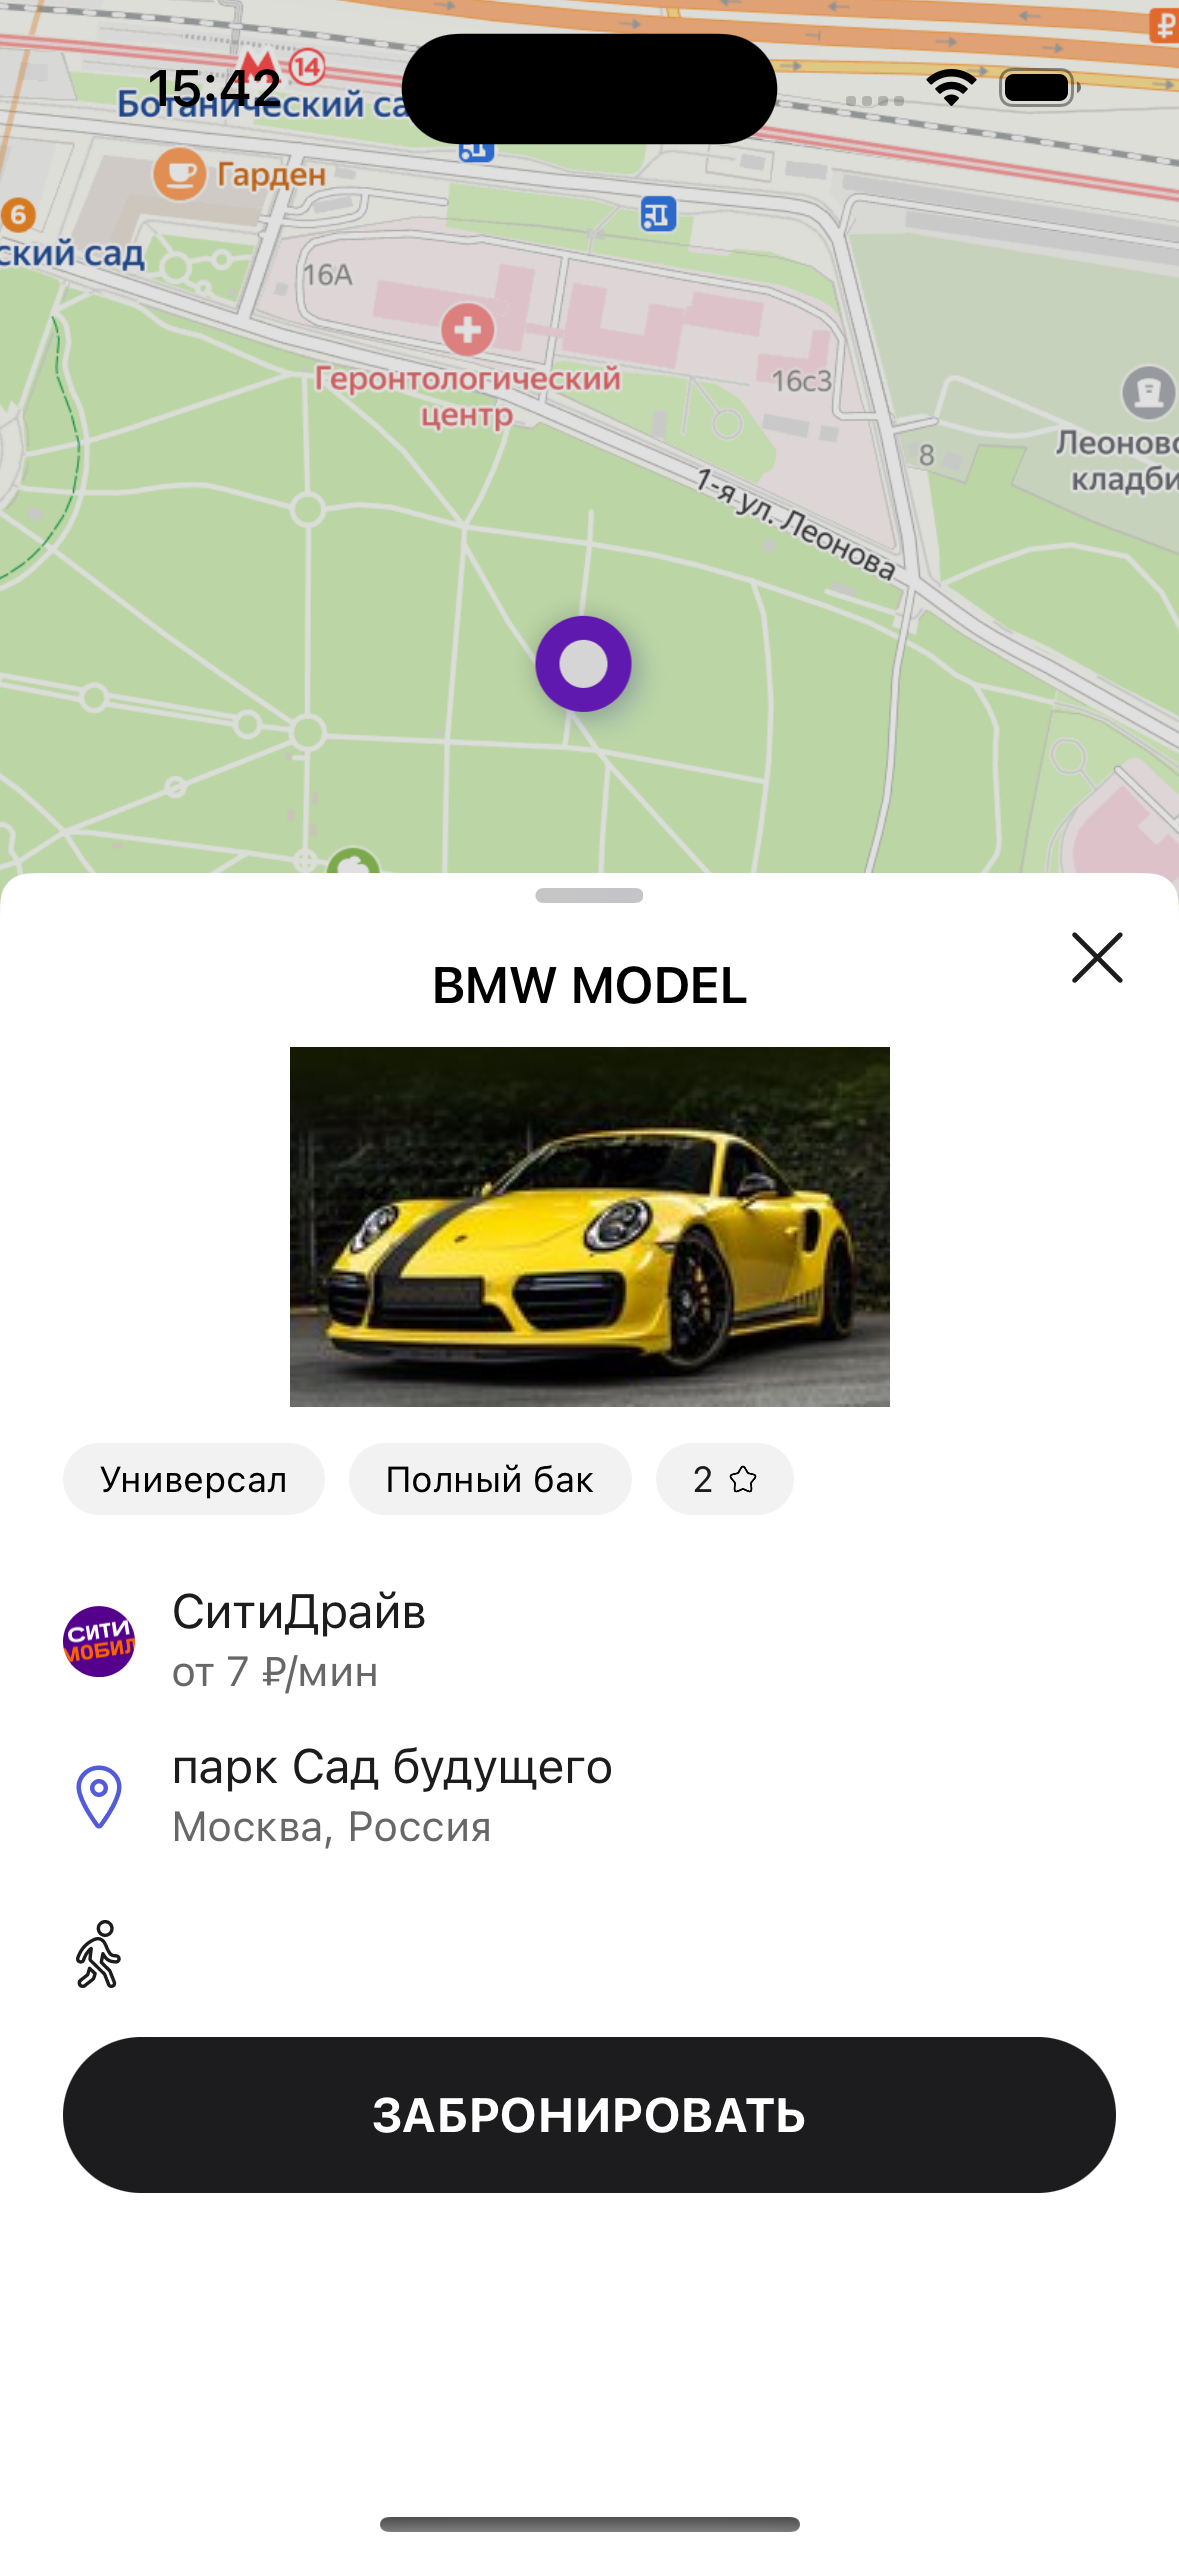 ₽
М 14
15:42
Ботанический са
Гарден
6
ский сад
16А
Геронтологический
центр
16с3
8
Леоново
кладби
1-я ул. Леонова
BMW MODEL
Универсал
Полный бак
2
СИТИ
МОБИЛ
СитиДрайв
от 7 ₽/мин
парк Сад будущего
Москва, Россия
ЗАБРОНИРОВАТЬ